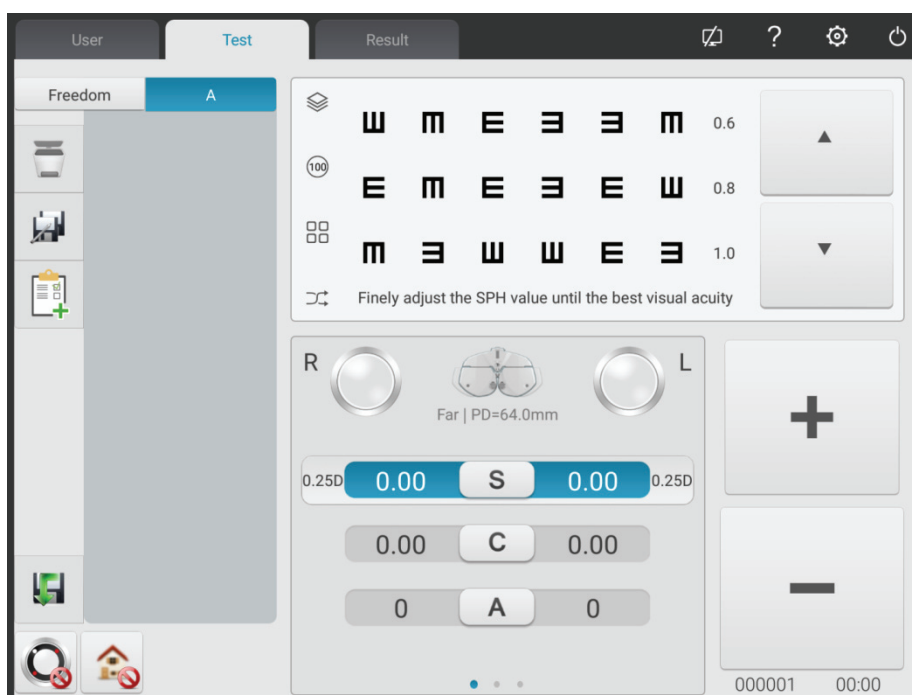 User Test Result ?
Freedom A
0.6
100
0.8
1.0
Finely adjust the SPH value until the best visual acuity
R L
Far | PD=64.0mm
0.25D 0.00 S 0.00 0.25D
0.00 C 0.00
0 A 0
000001 00:00